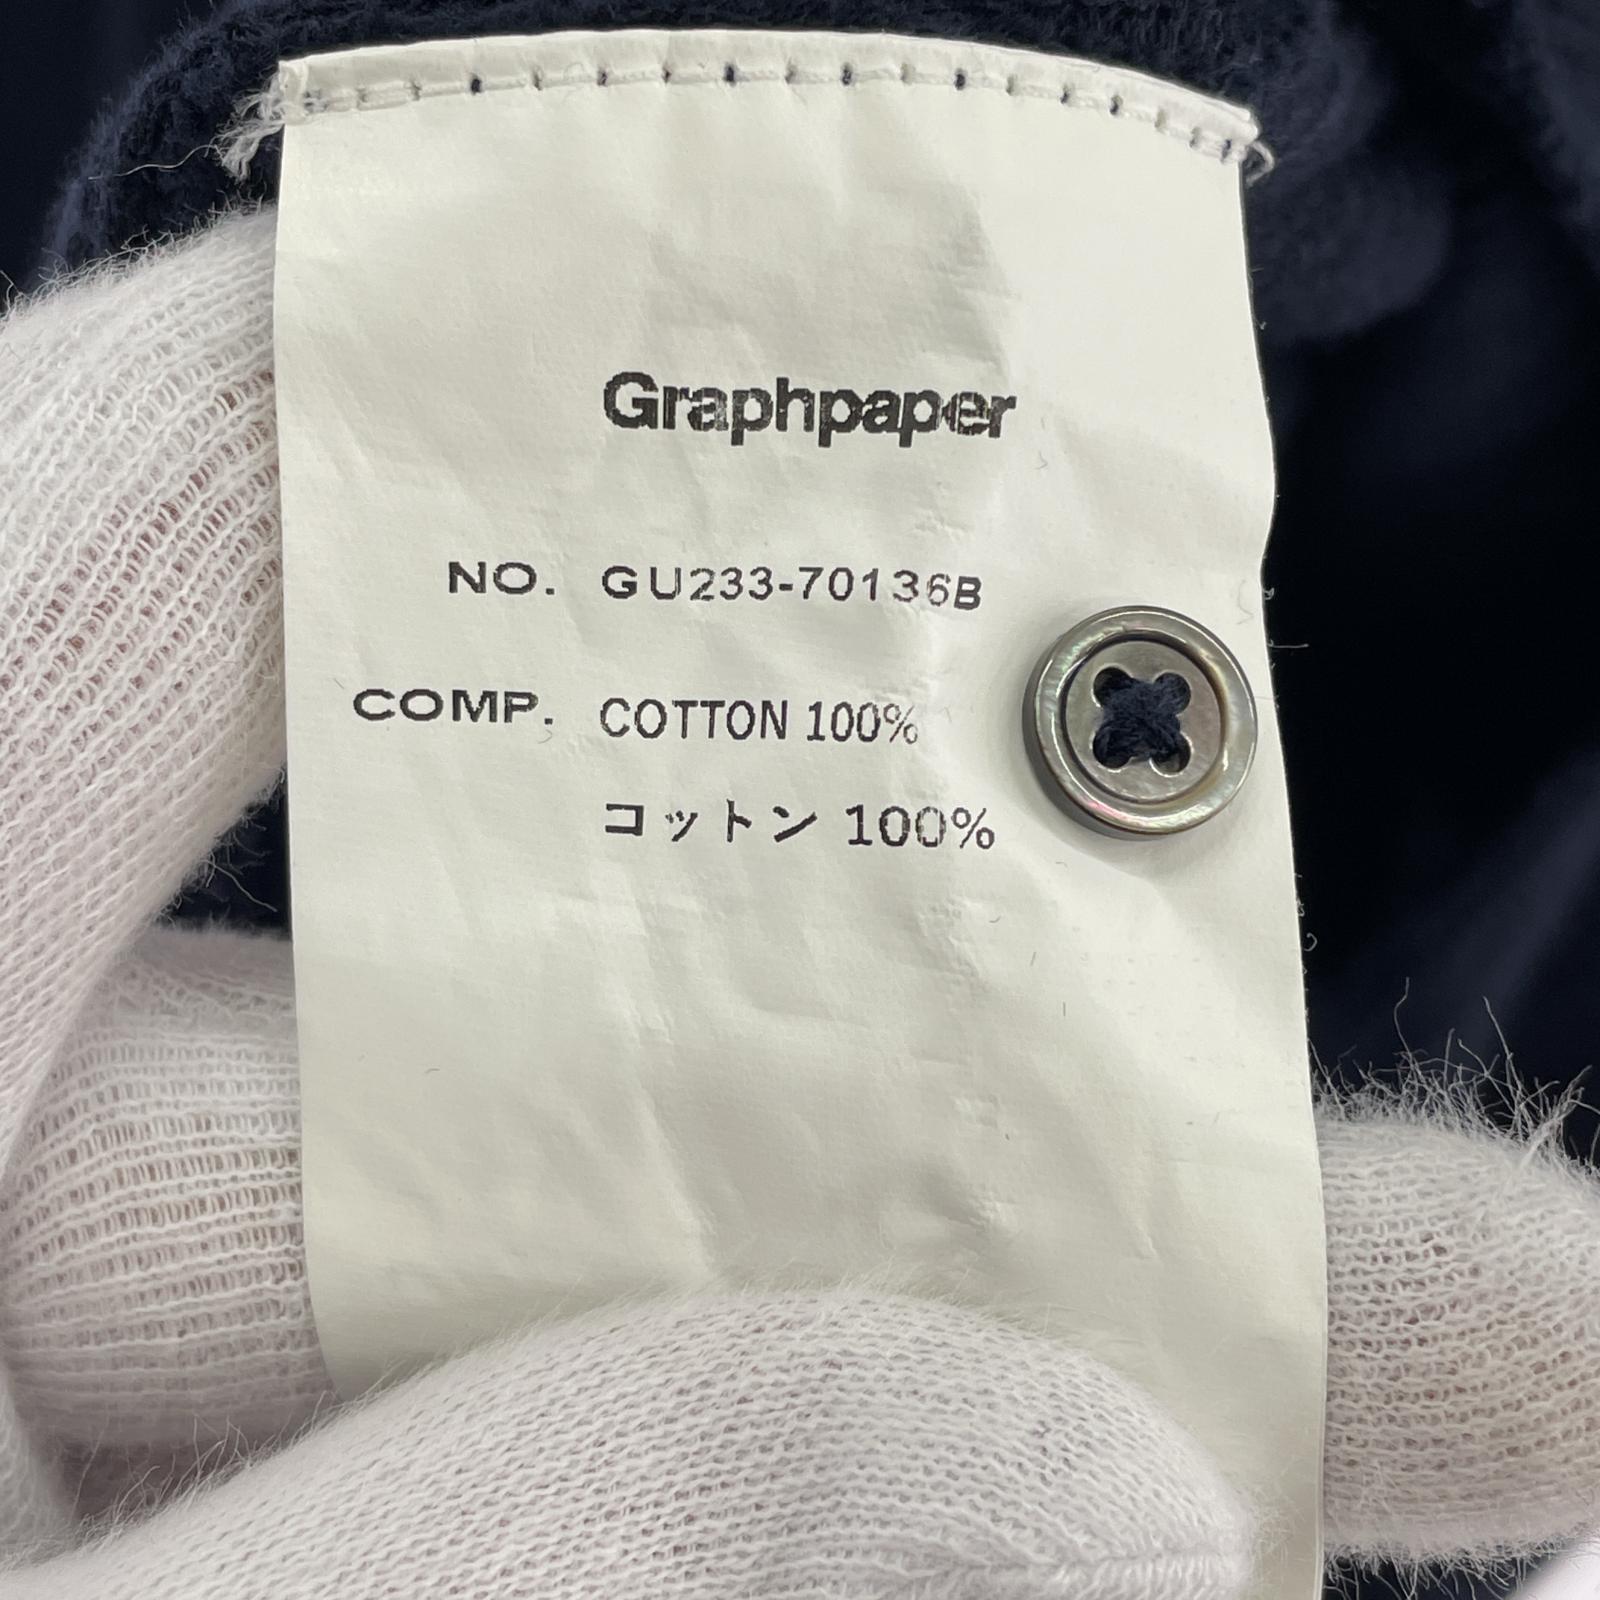 Graphpaper
NO. GU233-70136B
COMP. COTTON 100%
コットン 100%